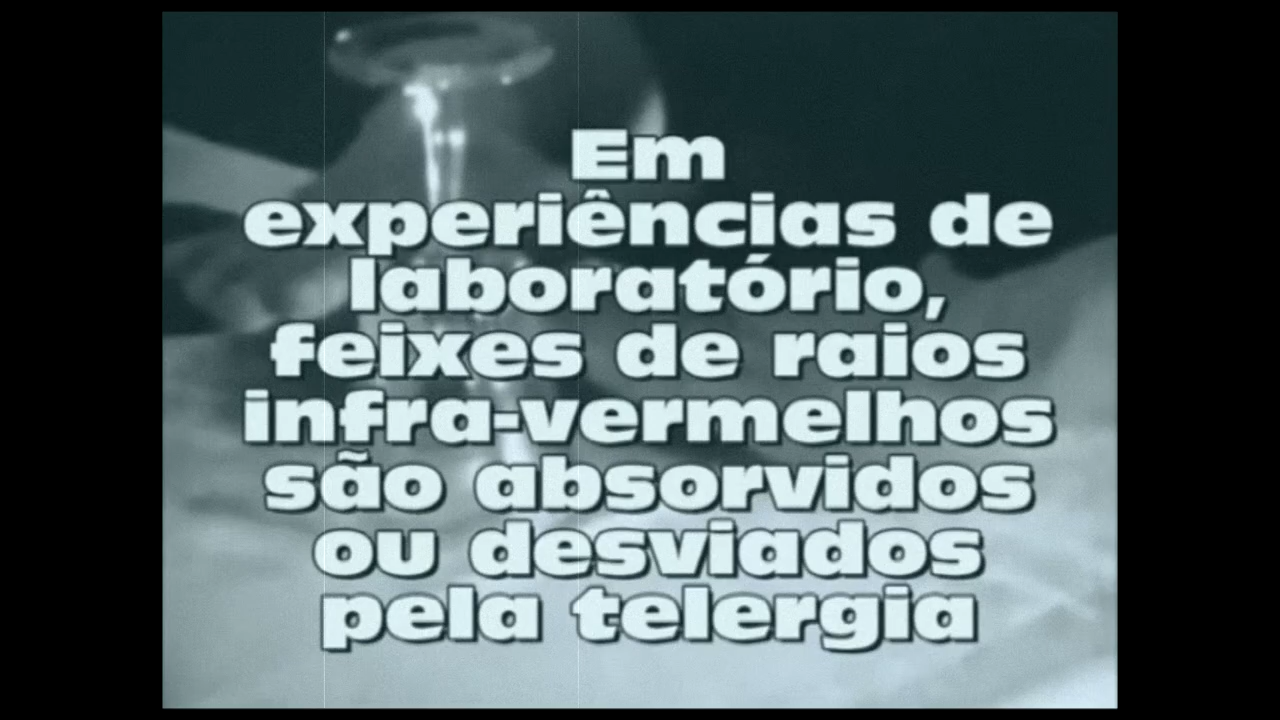 Em
experiências de
laboratório,
feixes de raios
infra-vermelhos
são absorvidos
ou desviados
pela telergia